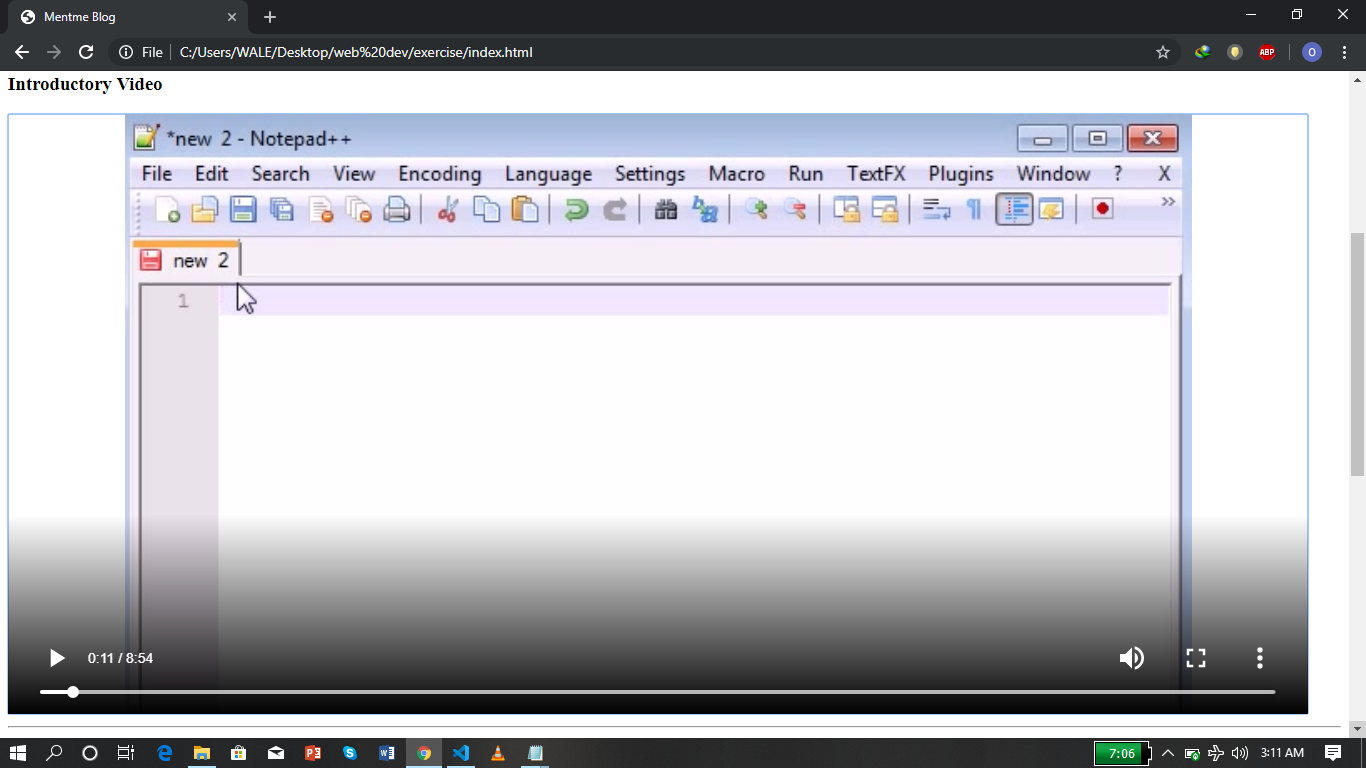 Mentme Blog
File C:/Users/WALE/Desktop/web%20dev/exercise/index.html
ABP
O
Introductory Video
*new 2 - Notepad++
File Edit Search View Encoding Language Settings Macro Run TextFX Plugins Window ? X
new 2
1
0:11 / 8:54
7:06
3:11 AM